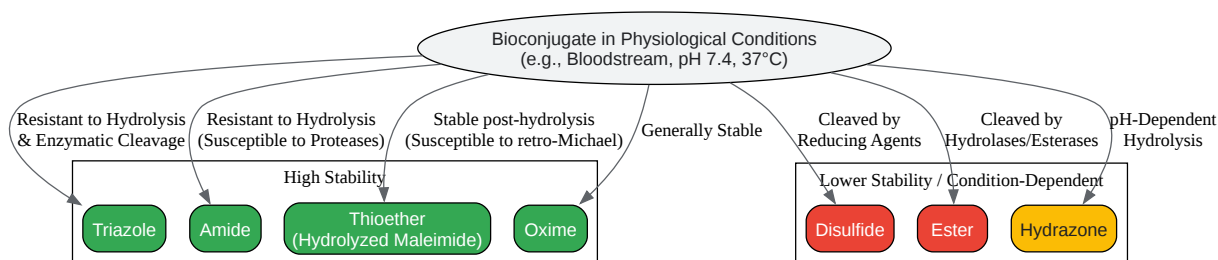 Bioconjugate in Physiological Conditions
(e.g., Bloodstream, pH 7.4, 37°C)
Resistant to Hydrolysis
& Enzymatic Cleavage
Resistant to Hydrolysis
(Susceptible to Proteases)
Stable post-hydrolysis
(Susceptible to retro-Michael)
Generally Stable
Cleaved by
Reducing Agents
Cleaved by
Hydrolases/Esterases
pH-Dependent
Hydrolysis
High Stability
Triazole
Amide
Thioether
(Hydrolyzed Maleimide)
Oxime
Lower Stability / Condition-Dependent
Disulfide
Ester
Hydrazone